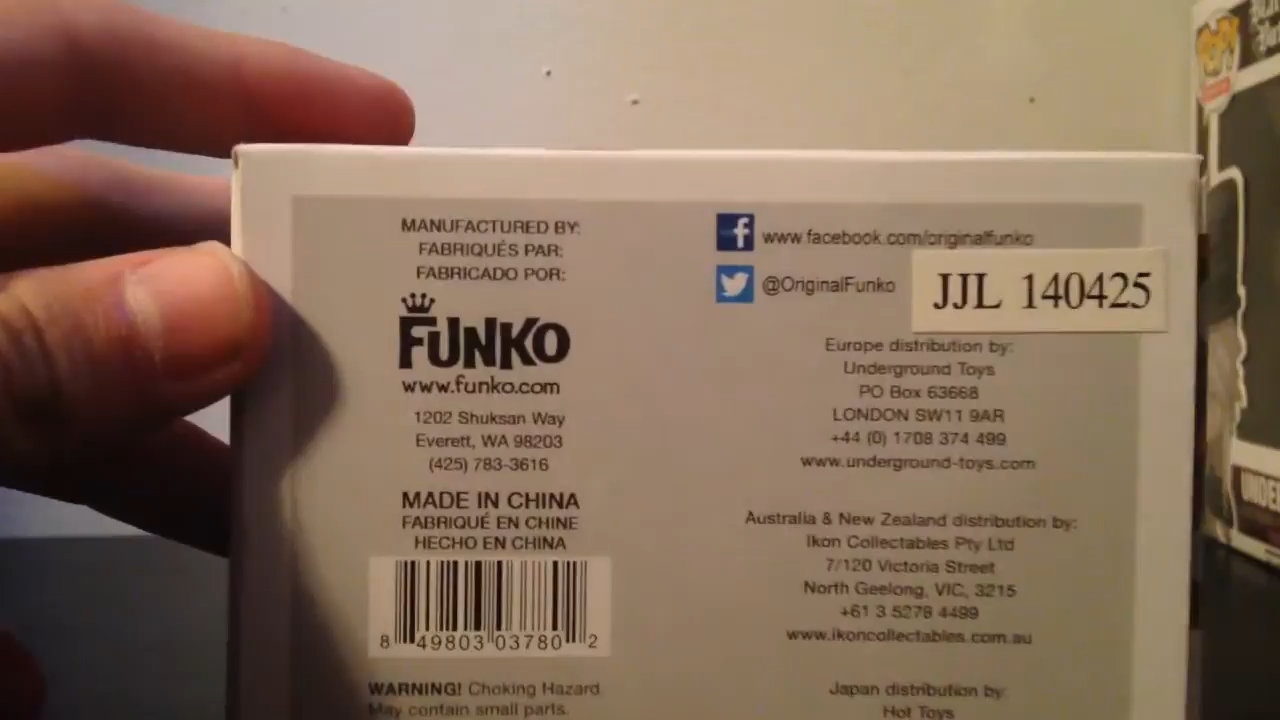 MANUFACTURED BY:
FABRIQUÉS PAR:
FABRICADO POR:
FUNKO
www.funko.com
1202 Shuksan Way
Everett, WA 98203
(425) 783-3616
MADE IN CHINA
FABRIQUÉ EN CHINE
HECHO EN CHINA
8 49803 03780 2
WARNING! Choking Hazard.
May contain small parts.
www.facebook.com/originalfunko
@OriginalFunko
JJL 140425
Europe distribution by:
Underground Toys
PO Box 63668
LONDON SW11 9AR
+44 (0) 1708 374 499
www.underground-toys.com
Australia & New Zealand distribution by:
Ikon Collectables Pty Ltd
7/120 Victoria Street
North Geelong, VIC, 3215
+61 3 5278 4499
www.ikoncollectables.com.au
Japan distribution by:
Hot Toys
POP!